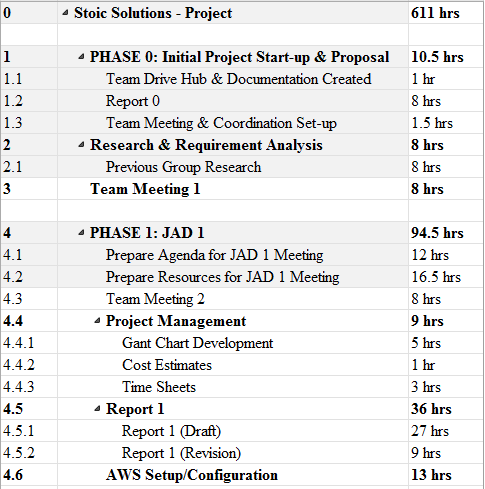 0 Stoic Solutions - Project 611 hrs
1 PHASE 0: Initial Project Start-up & Proposal 10.5 hrs
1.1 Team Drive Hub & Documentation Created 1 hr
1.2 Report 0 8 hrs
1.3 Team Meeting & Coordination Set-up 1.5 hrs
2 Research & Requirement Analysis 8 hrs
2.1 Previous Group Research 8 hrs
3 Team Meeting 1 8 hrs
4 PHASE 1: JAD 1 94.5 hrs
4.1 Prepare Agenda for JAD 1 Meeting 12 hrs
4.2 Prepare Resources for JAD 1 Meeting 16.5 hrs
4.3 Team Meeting 2 8 hrs
4.4 Project Management 9 hrs
4.4.1 Gant Chart Development 5 hrs
4.4.2 Cost Estimates 1 hr
4.4.3 Time Sheets 3 hrs
4.5 Report 1 36 hrs
4.5.1 Report 1 (Draft) 27 hrs
4.5.2 Report 1 (Revision) 9 hrs
4.6 AWS Setup/Configuration 13 hrs